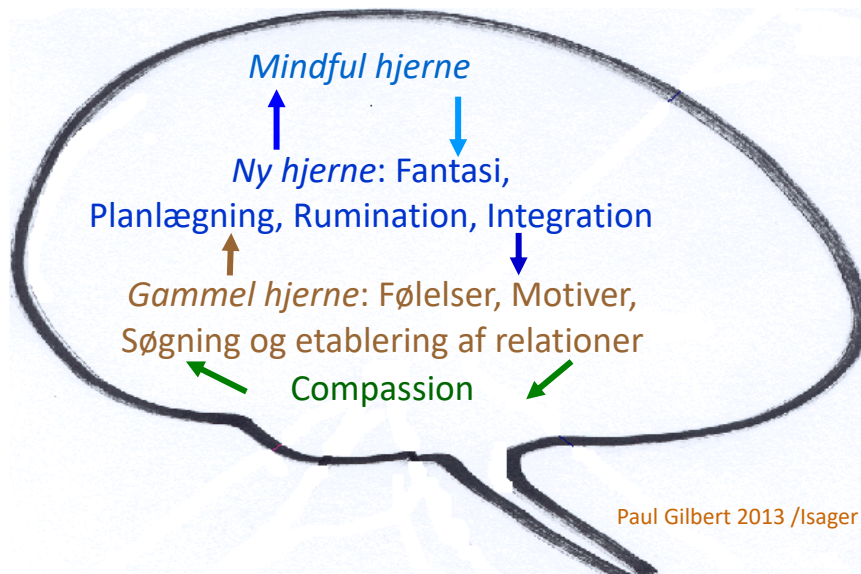 Mindful hjerne
Ny hjerne: Fantasi,
Planlægning, Rumination, Integration
Gammel hjerne: Følelser, Motiver,
Søgning og etablering af relationer
Compassion
Paul Gilbert 2013 /Isager